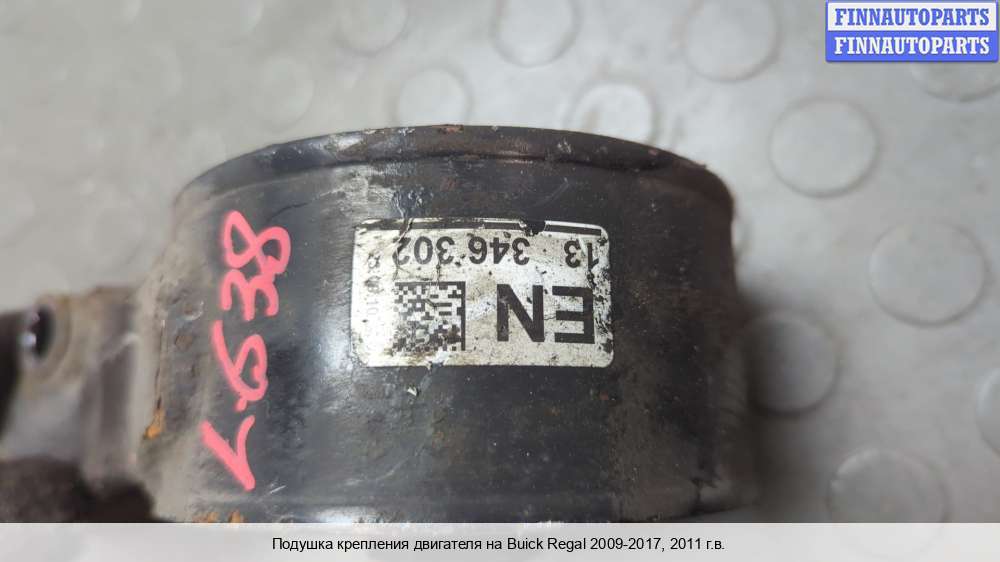 FINNAUTOPARTS
FINNAUTOPARTS
13 346 302
EN
Подушка крепления двигателя на Buick Regal 2009-2017, 2011 г.в.